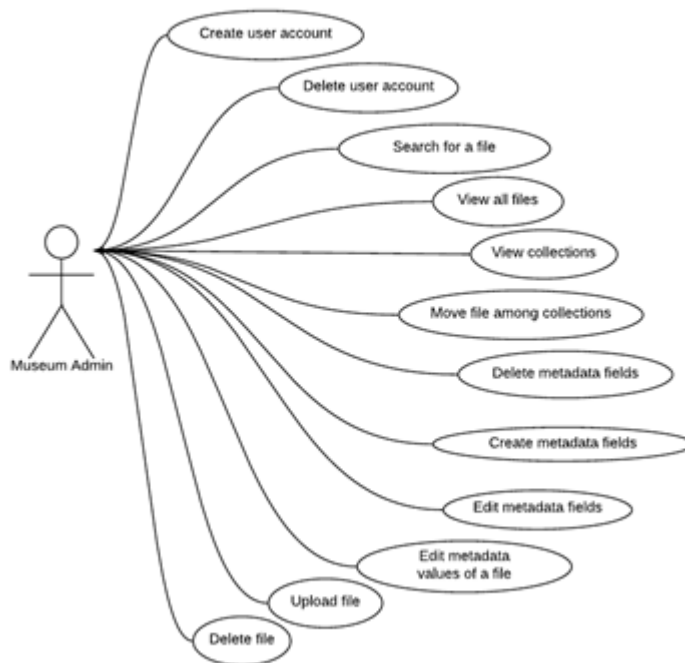 Create user account
Delete user account
Search for a file
View all files
View collections
Move file among collections
Museum Admin
Delete metadata fields
Create metadata fields
Edit metadata fields
Edit metadata
values of a file
Upload file
Delete file